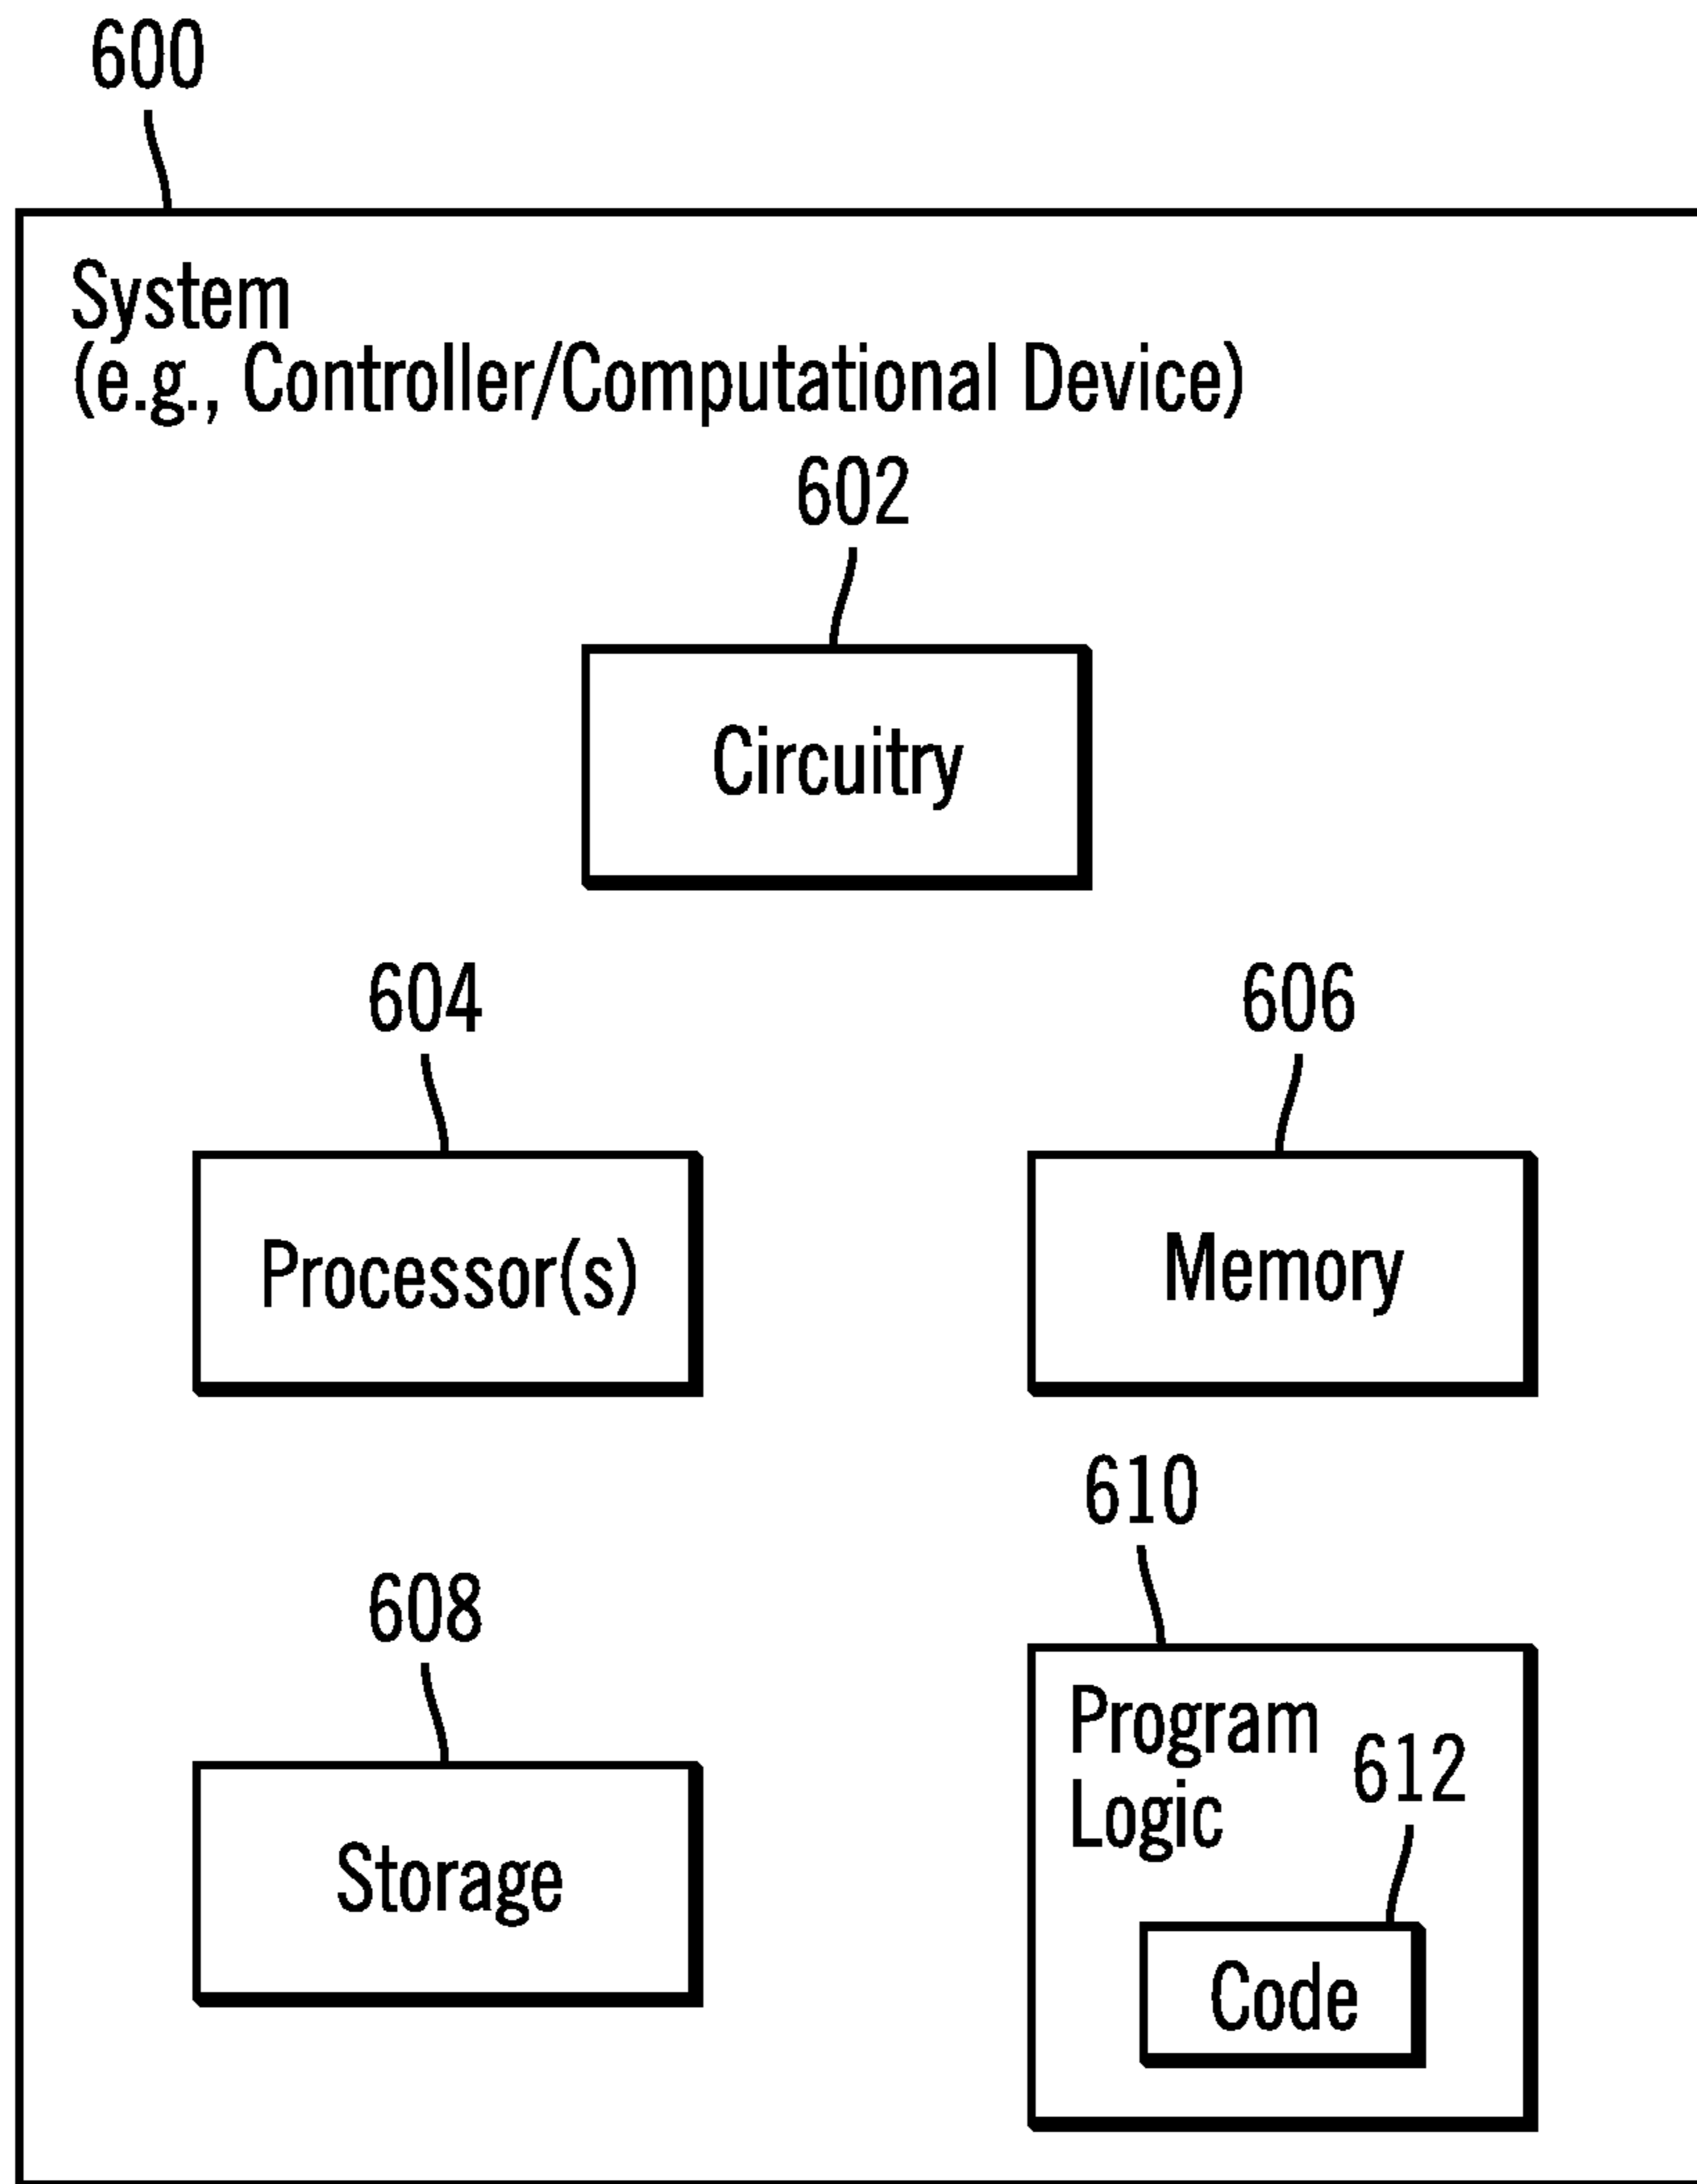 600
System
(e.g., Controller/Computational Device)
602
Circuitry
604
606
Processor(s)
Memory
610
608
Program
Logic
612
Storage
Code